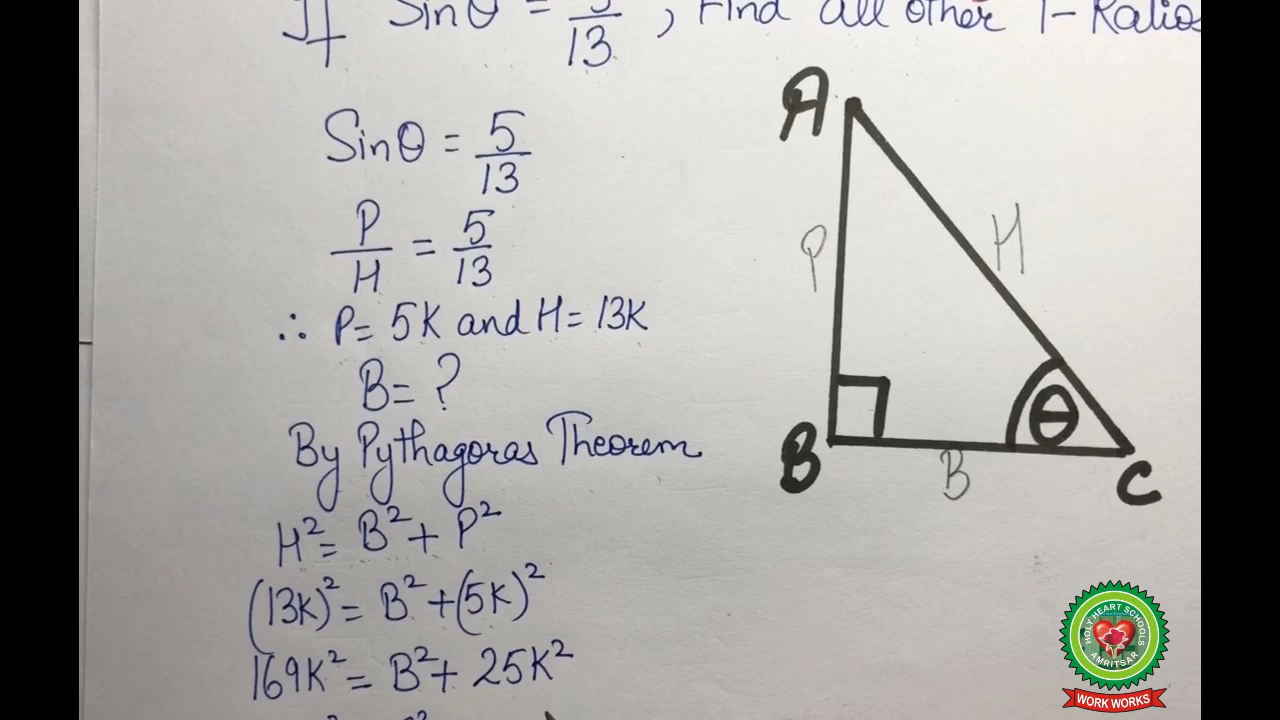 If Sinθ = 5/13, Find all other T-Ratios
Sinθ = 5/13
P/H = 5/13
∴ P= 5K and H= 13K
B= ?
By Pythagoras Theorem
H²= B²+ P²
(13K)²= B²+(5K)²
169K²= B²+ 25K²
A
P
H
B
θ
C
B
HOLY HEART SCHOOLS
AMRITSAR
WORK WORKS